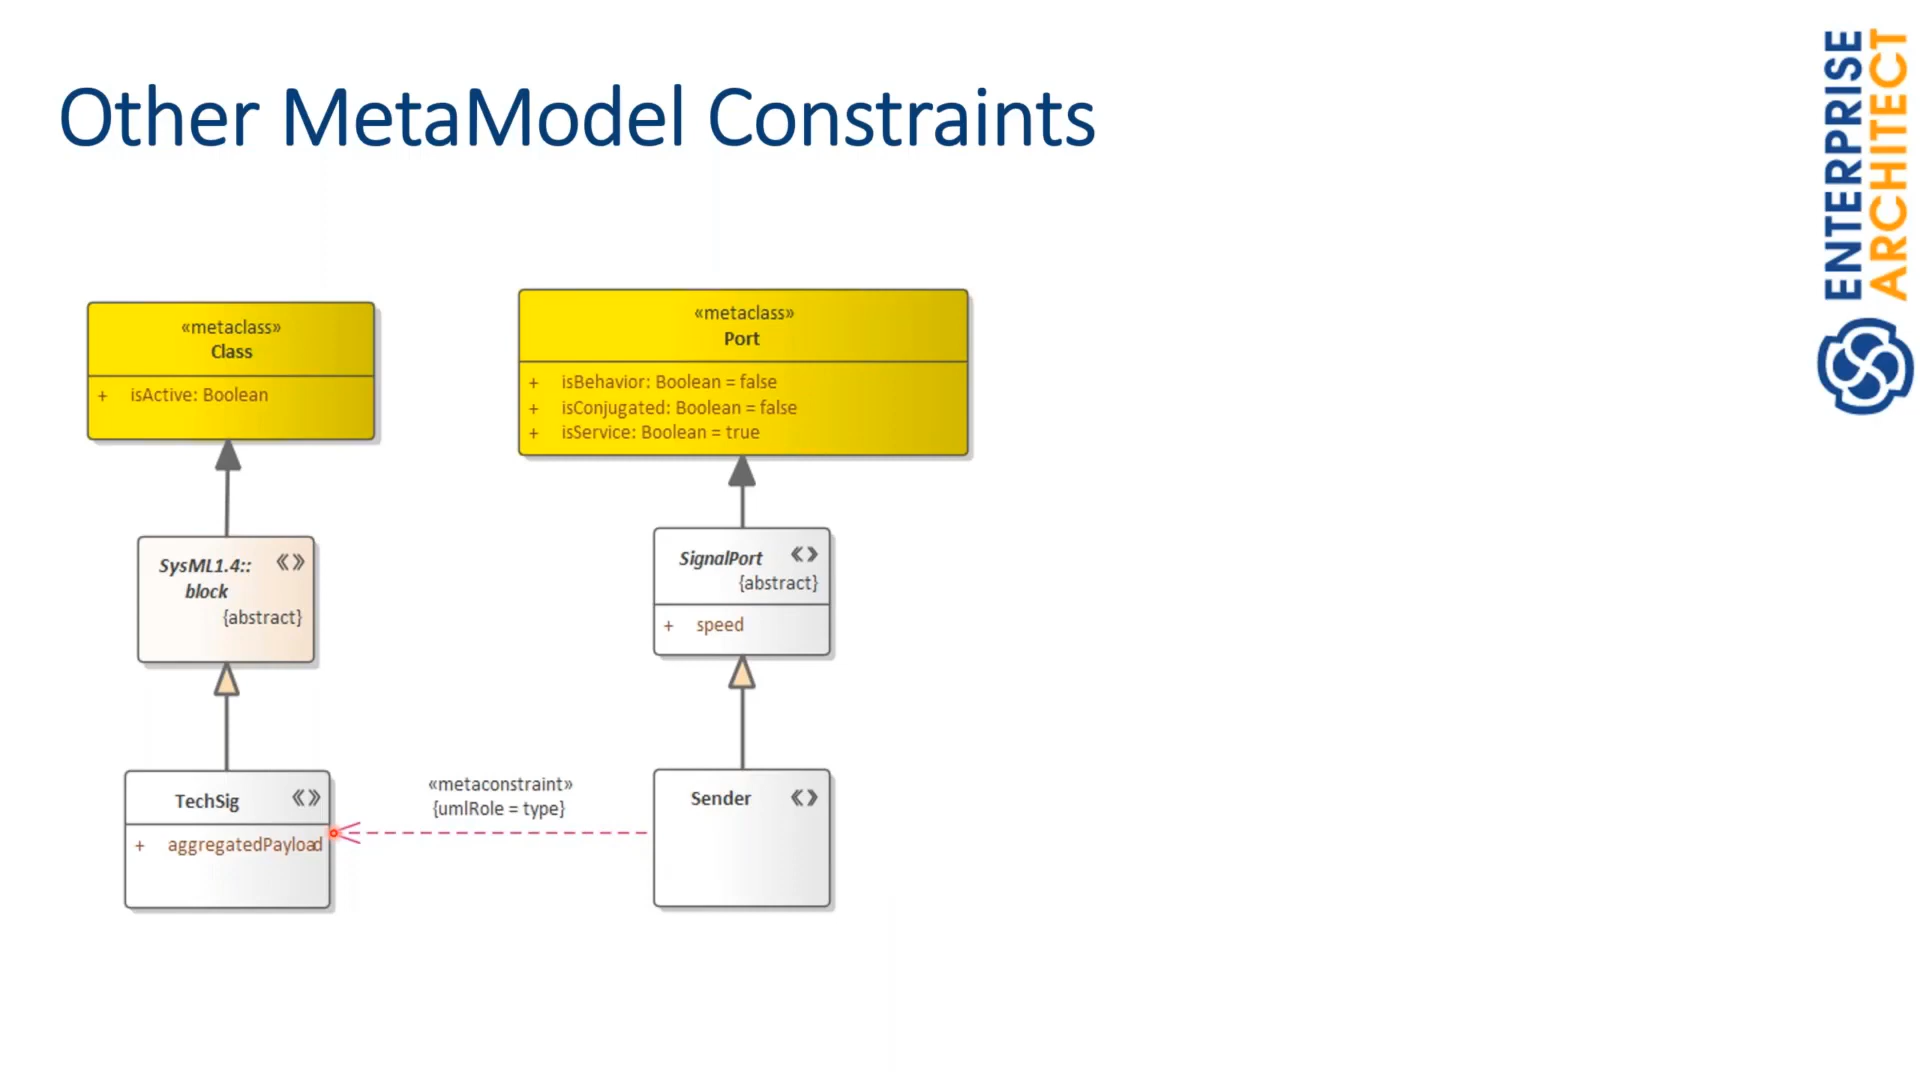 Other MetaModel Constraints
ENTERPRISE
ARCHITECT
«metaclass»
Class
+ isActive: Boolean
«metaclass»
Port
+ isBehavior: Boolean = false
+ isConjugated: Boolean = false
+ isService: Boolean = true
SysML1.4::
block
{abstract}
SignalPort
{abstract}
+ speed
TechSig
+ aggregatedPayload
«metaconstraint»
{umlRole = type}
Sender